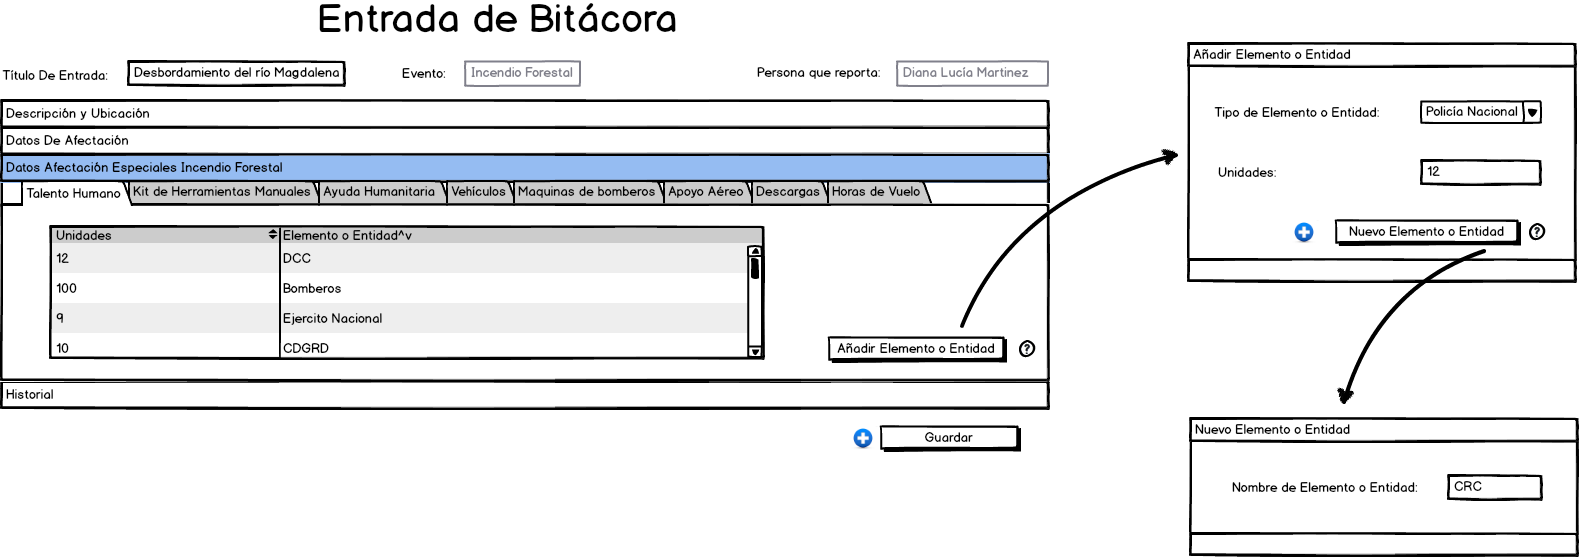 Entrada de Bitácora
Título De Entrada: Desbordamiento del río Magdalena Evento: Incendio Forestal Persona que reporta: Diana Lucía Martinez
Descripción y Ubicación
Datos De Afectación
Datos Afectación Especiales Incendio Forestal
Talento Humano Kit de Herramientas Manuales Ayuda Humanitaria Vehículos Maquinas de bomberos Apoyo Aéreo Descargas Horas de Vuelo
Unidades Elemento o Entidad^v
12 DCC
100 Bomberos
9 Ejercito Nacional
10 CDGRD
Añadir Elemento o Entidad ?
Historial
Guardar
Añadir Elemento o Entidad
Tipo de Elemento o Entidad: Policía Nacional
Unidades: 12
Nuevo Elemento o Entidad ?
Nuevo Elemento o Entidad
Nombre de Elemento o Entidad: CRC